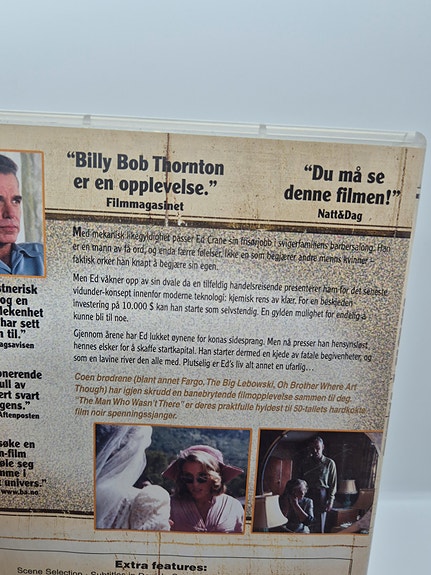 "Billy Bob Thornton
er en opplevelse."
Filmmagasinet
"Du må se
denne filmen!"
Natt&Dag
Med mekanisk likegyldighet passer Ed Crane sin frisørjobb i svigerfamiliens barbersalong. Han
er en mann av få ord, og enda færre følelser. Ikke en som begjærer andre menns kvinner –
faktisk orker han knapt å begjære sin egen.
Men Ed våkner opp av sin dvale da en tilfeldig handelsreisende presenterer ham for det seneste
vidunder-konsept innenfor moderne teknologi: kjemisk rens av klær. For en beskjeden
investering på 10.000 $ kan han starte som selvstendig. En gylden mulighet for endelig å
kunne bli til noe.
Gjennom årene har Ed lukket øynene for konas sidesprang. Men nå presser han hensynsløst
hennes elsker for å skaffe startkapital. Han starter dermed en kjede av fatale begivenheter, og
som en lavine river den alle med. Plutselig er Ed's liv alt annet en ufarlig...
Coen brødrene (blant annet Fargo, The Big Lebowski, Oh Brother Where Art
Though) har igjen skrudd en banebrytende filmopplevelse sammen til deg.
"The Man Who Wasn't There" er deres praktfulle hyldest til 50-tallets hardkokte
film noir spenningssjanger.
stnerisk
og en
lekenhet
har sett
n til."
agsavisen
onerende
ull av
ert svart
gens."
Aftenposten
søke en
n-film
øle seg
mme i
t univers."
www.ba.no
Extra features:
Scene Selection - Subtitles in